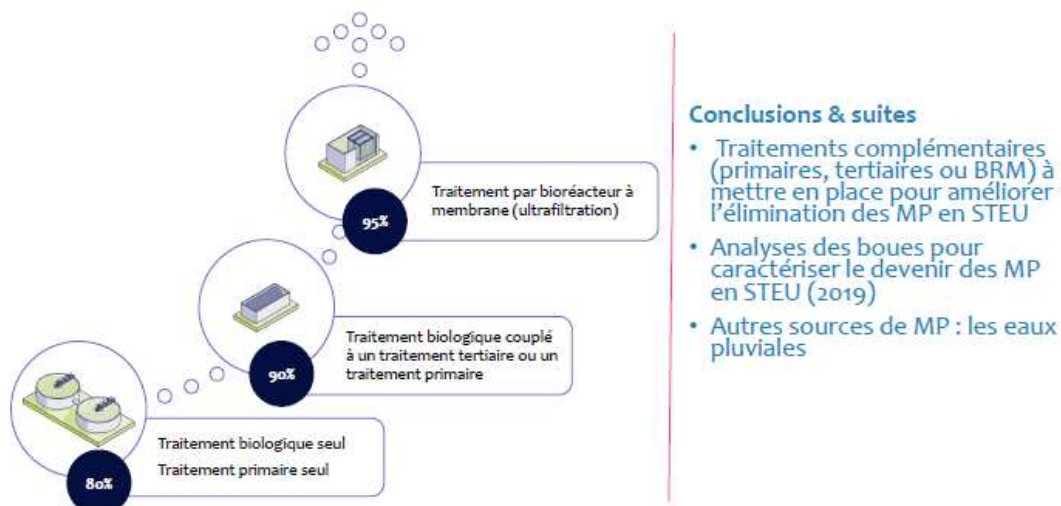 Traitement par bioréacteur à
membrane (ultrafiltration)
95%
Traitement biologique couplé
à un traitement tertiaire ou un
traitement primaire
90%
Traitement biologique seul
Traitement primaire seul
80%
Conclusions & suites
• Traitements complémentaires
(primaires, tertiaires ou BRM) à
mettre en place pour améliorer
l'élimination des MP en STEU
• Analyses des boues pour
caractériser le devenir des MP
en STEU (2019)
• Autres sources de MP : les eaux
pluviales